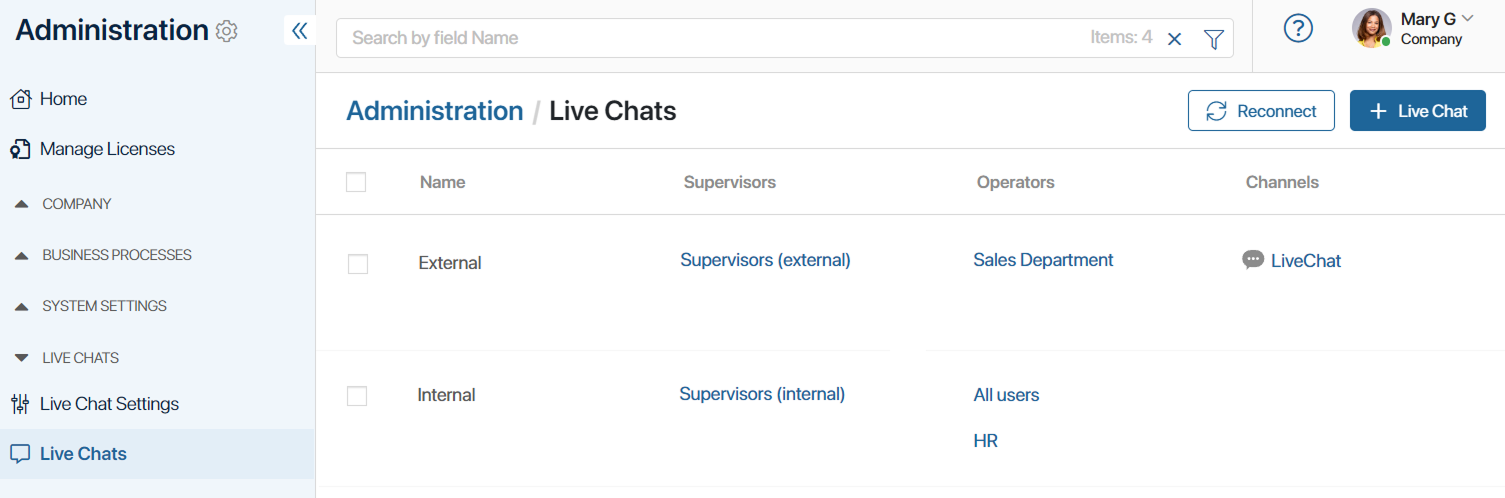 Administration
Home
Manage Licenses
COMPANY
BUSINESS PROCESSES
SYSTEM SETTINGS
LIVE CHATS
Live Chat Settings
Live Chats
Search by field Name
Items: 4
Mary G
Company
Administration / Live Chats
Reconnect
Live Chat
Name Supervisors Operators Channels
External Supervisors (external) Sales Department LiveChat
Internal Supervisors (internal) All users
HR